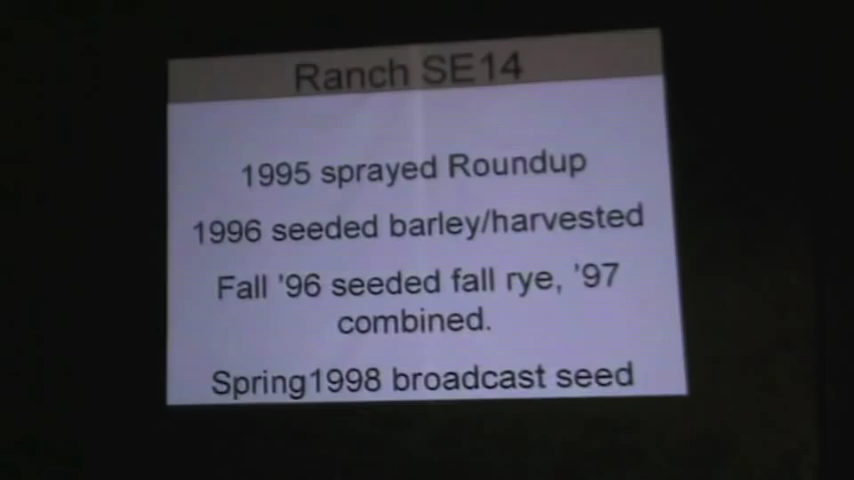 Ranch SE14
1995 sprayed Roundup
1996 seeded barley/harvested
Fall '96 seeded fall rye, '97
combined.
Spring1998 broadcast seed